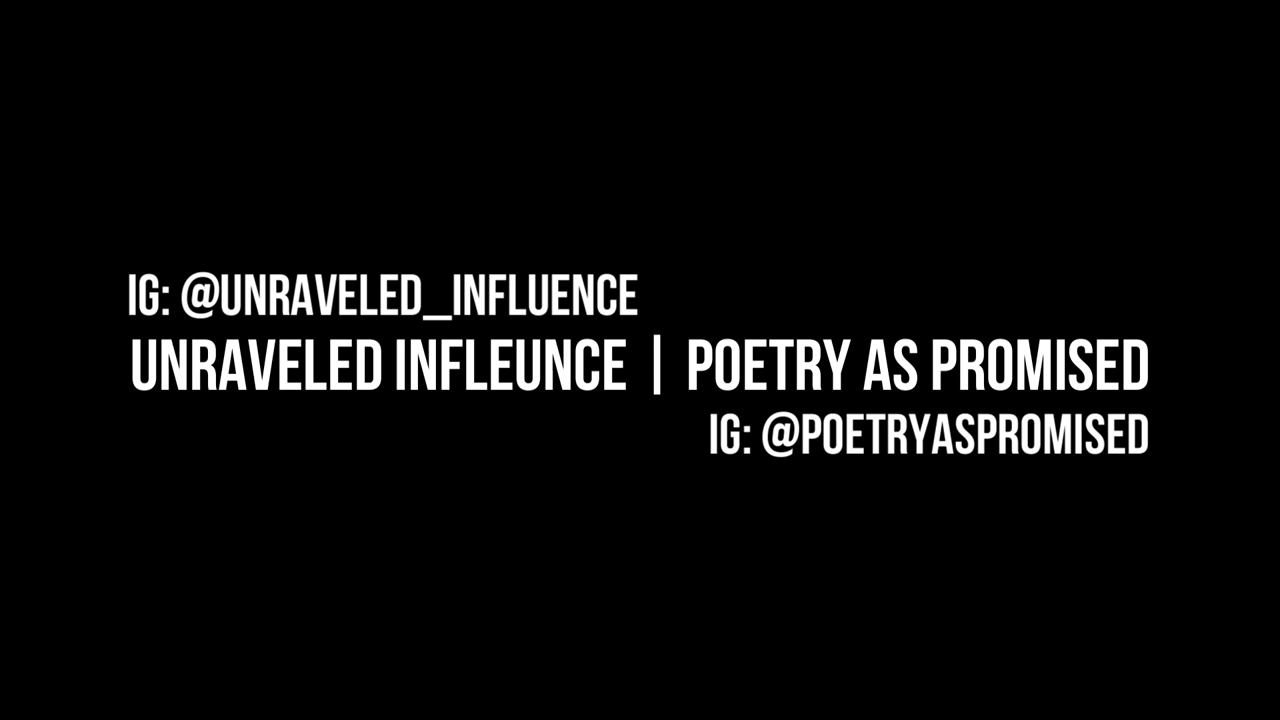 IG: @UNRAVELED_INFLUENCE
UNRAVELED INFLEUNCE | POETRY AS PROMISED
IG: @POETRYASPROMISED